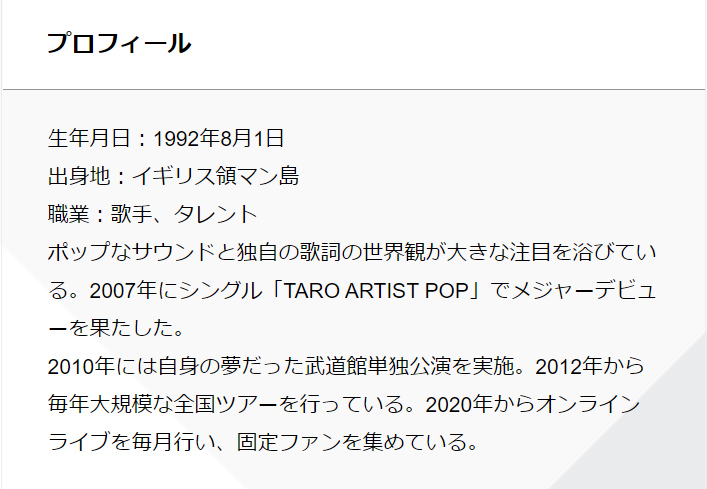 プロフィール
生年月日：1992年8月1日
出身地：イギリス領マン島
職業：歌手、タレント
ポップなサウンドと独自の歌詞の世界観が大きな注目を浴びてい
る。2007年にシングル「TARO ARTIST POP」でメジャーデビュ
ーを果たした。
2010年には自身の夢だった武道館単独公演を実施。2012年から
毎年大規模な全国ツアーを行っている。2020年からオンライン
ライブを毎月行い、固定ファンを集めている。